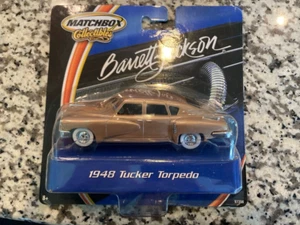 MATCHBOX
Collectibles
Barrett-Jackson
1948 Tucker Torpedo